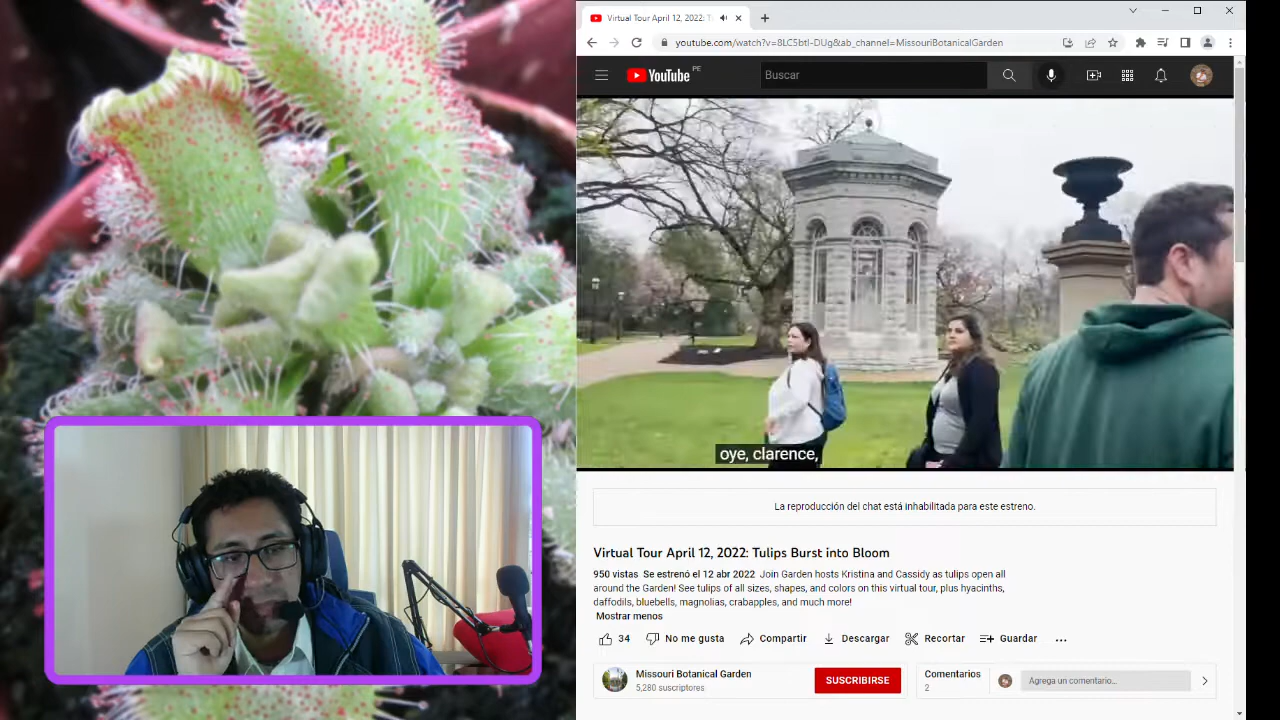 Virtual Tour April 12, 2022: T
youtube.com/watch?v=8LC5btI-DUg&ab_channel=MissouriBotanicalGarden
YouTube PE
Buscar
oye, clarence,
La reproducción del chat está inhabilitada para este estreno.
Virtual Tour April 12, 2022: Tulips Burst into Bloom
950 vistas Se estrenó el 12 abr 2022 Join Garden hosts Kristina and Cassidy as tulips open all
around the Garden! See tulips of all sizes, shapes, and colors on this virtual tour, plus hyacinths,
daffodils, bluebells, magnolias, crabapples, and much more!
Mostrar menos
34 No me gusta Compartir Descargar Recortar Guardar
Missouri Botanical Garden
5,280 suscriptores
SUSCRIBIRSE
Comentarios
2
Agrega un comentario...